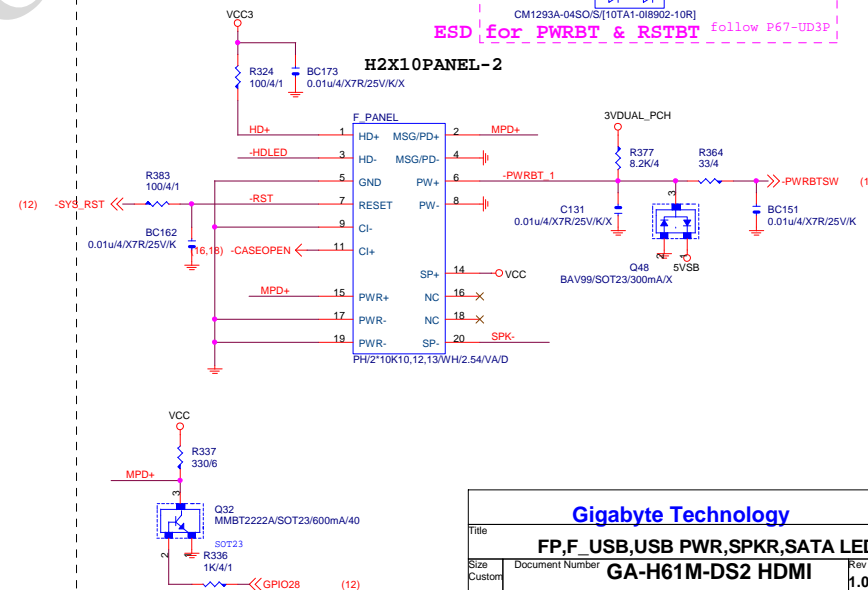 CM1293A-04SO/S/[10TA1-0I8902-10R]
ESD for PWRBT & RSTBT follow P67-UD3P
VCC3
R324
100/4/1
BC173
0.01u/4/X7R/25V/K/X
H2X10PANEL-2
F_PANEL
HD+ 1 HD+ MSG/PD+ 2 MPD+
-HDLED 3 HD- MSG/PD- 4
5 GND PW+ 6 -PWRBT_1
-RST 7 RESET PW- 8
9 CI-
-CASEOPEN 11 CI+
SP+ 14 VCC
MPD+ 15 PWR+ NC 16
17 PWR- NC 18
19 PWR- SP- 20 SPK-
PH/2*10K10,12,13/WH/2.54/VA/D
R383
100/4/1
(12) -SYS_RST
BC162
0.01u/4/X7R/25V/K
(16,18)
3VDUAL_PCH
R377
8.2K/4
R364
33/4
-PWRBTSW (1
C131
0.01u/4/X7R/25V/K/X
3
2
1
BC151
0.01u/4/X7R/25V/K
Q48
5VSB
BAV99/SOT23/300mA/X
VCC
R337
330/6
MPD+
3
Q32
MMBT2222A/SOT23/600mA/40
SOT23
2
1
R336
1K/4/1
GPIO28 (12)
Gigabyte Technology
Title
FP,F_USB,USB PWR,SPKR,SATA LED
Size
Custom
Document Number
GA-H61M-DS2 HDMI
Rev
1.0